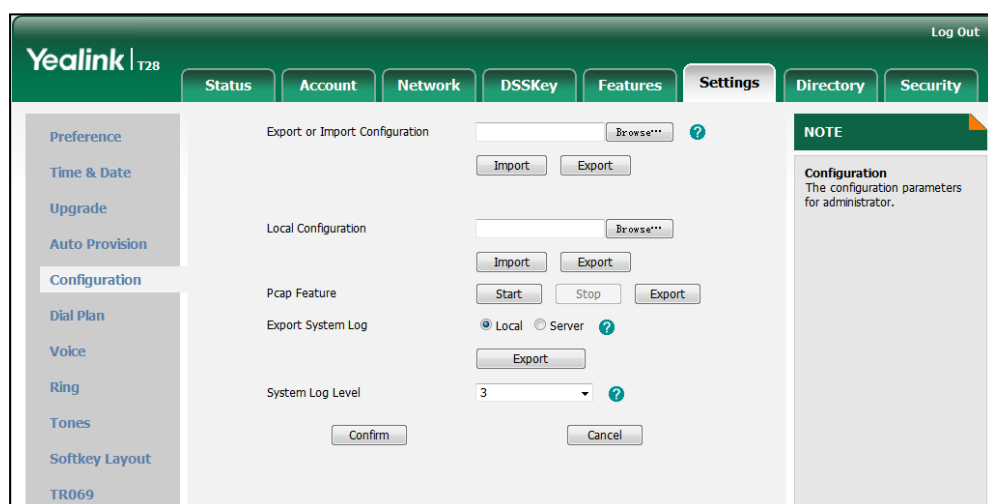 Log Out
Yealink T28
Status Account Network DSSKey Features Settings Directory Security
Preference
Time & Date
Upgrade
Auto Provision
Configuration
Dial Plan
Voice
Ring
Tones
Softkey Layout
TR069
Export or Import Configuration Browse... ?
Import Export
Local Configuration Browse...
Import Export
Pcap Feature Start Stop Export
Export System Log Local Server ?
Export
System Log Level 3 ?
Confirm Cancel
NOTE
Configuration
The configuration parameters
for administrator.